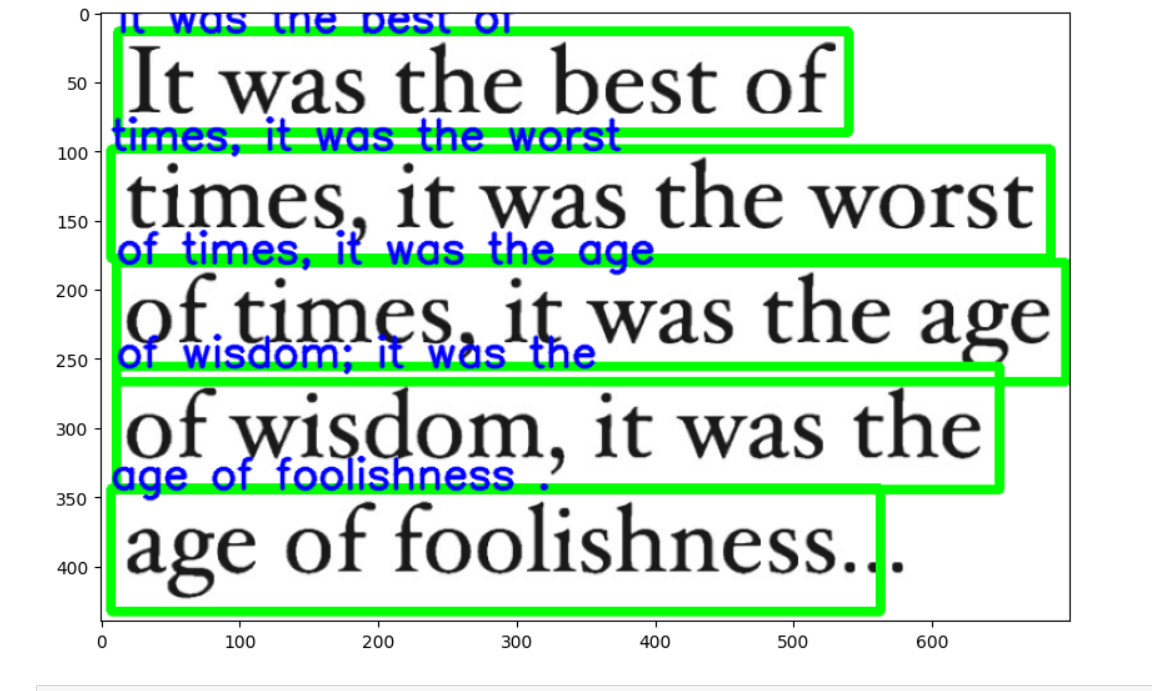 0
It was the best of
It was the best of
50
times, it was the worst
100
times, it was the worst
150
of times, it was the age
200
of times, it was the age
250
of wisdom; it was the
300
of wisdom, it was the
age of foolishness .
350
age of foolishness...
400
0 100 200 300 400 500 600